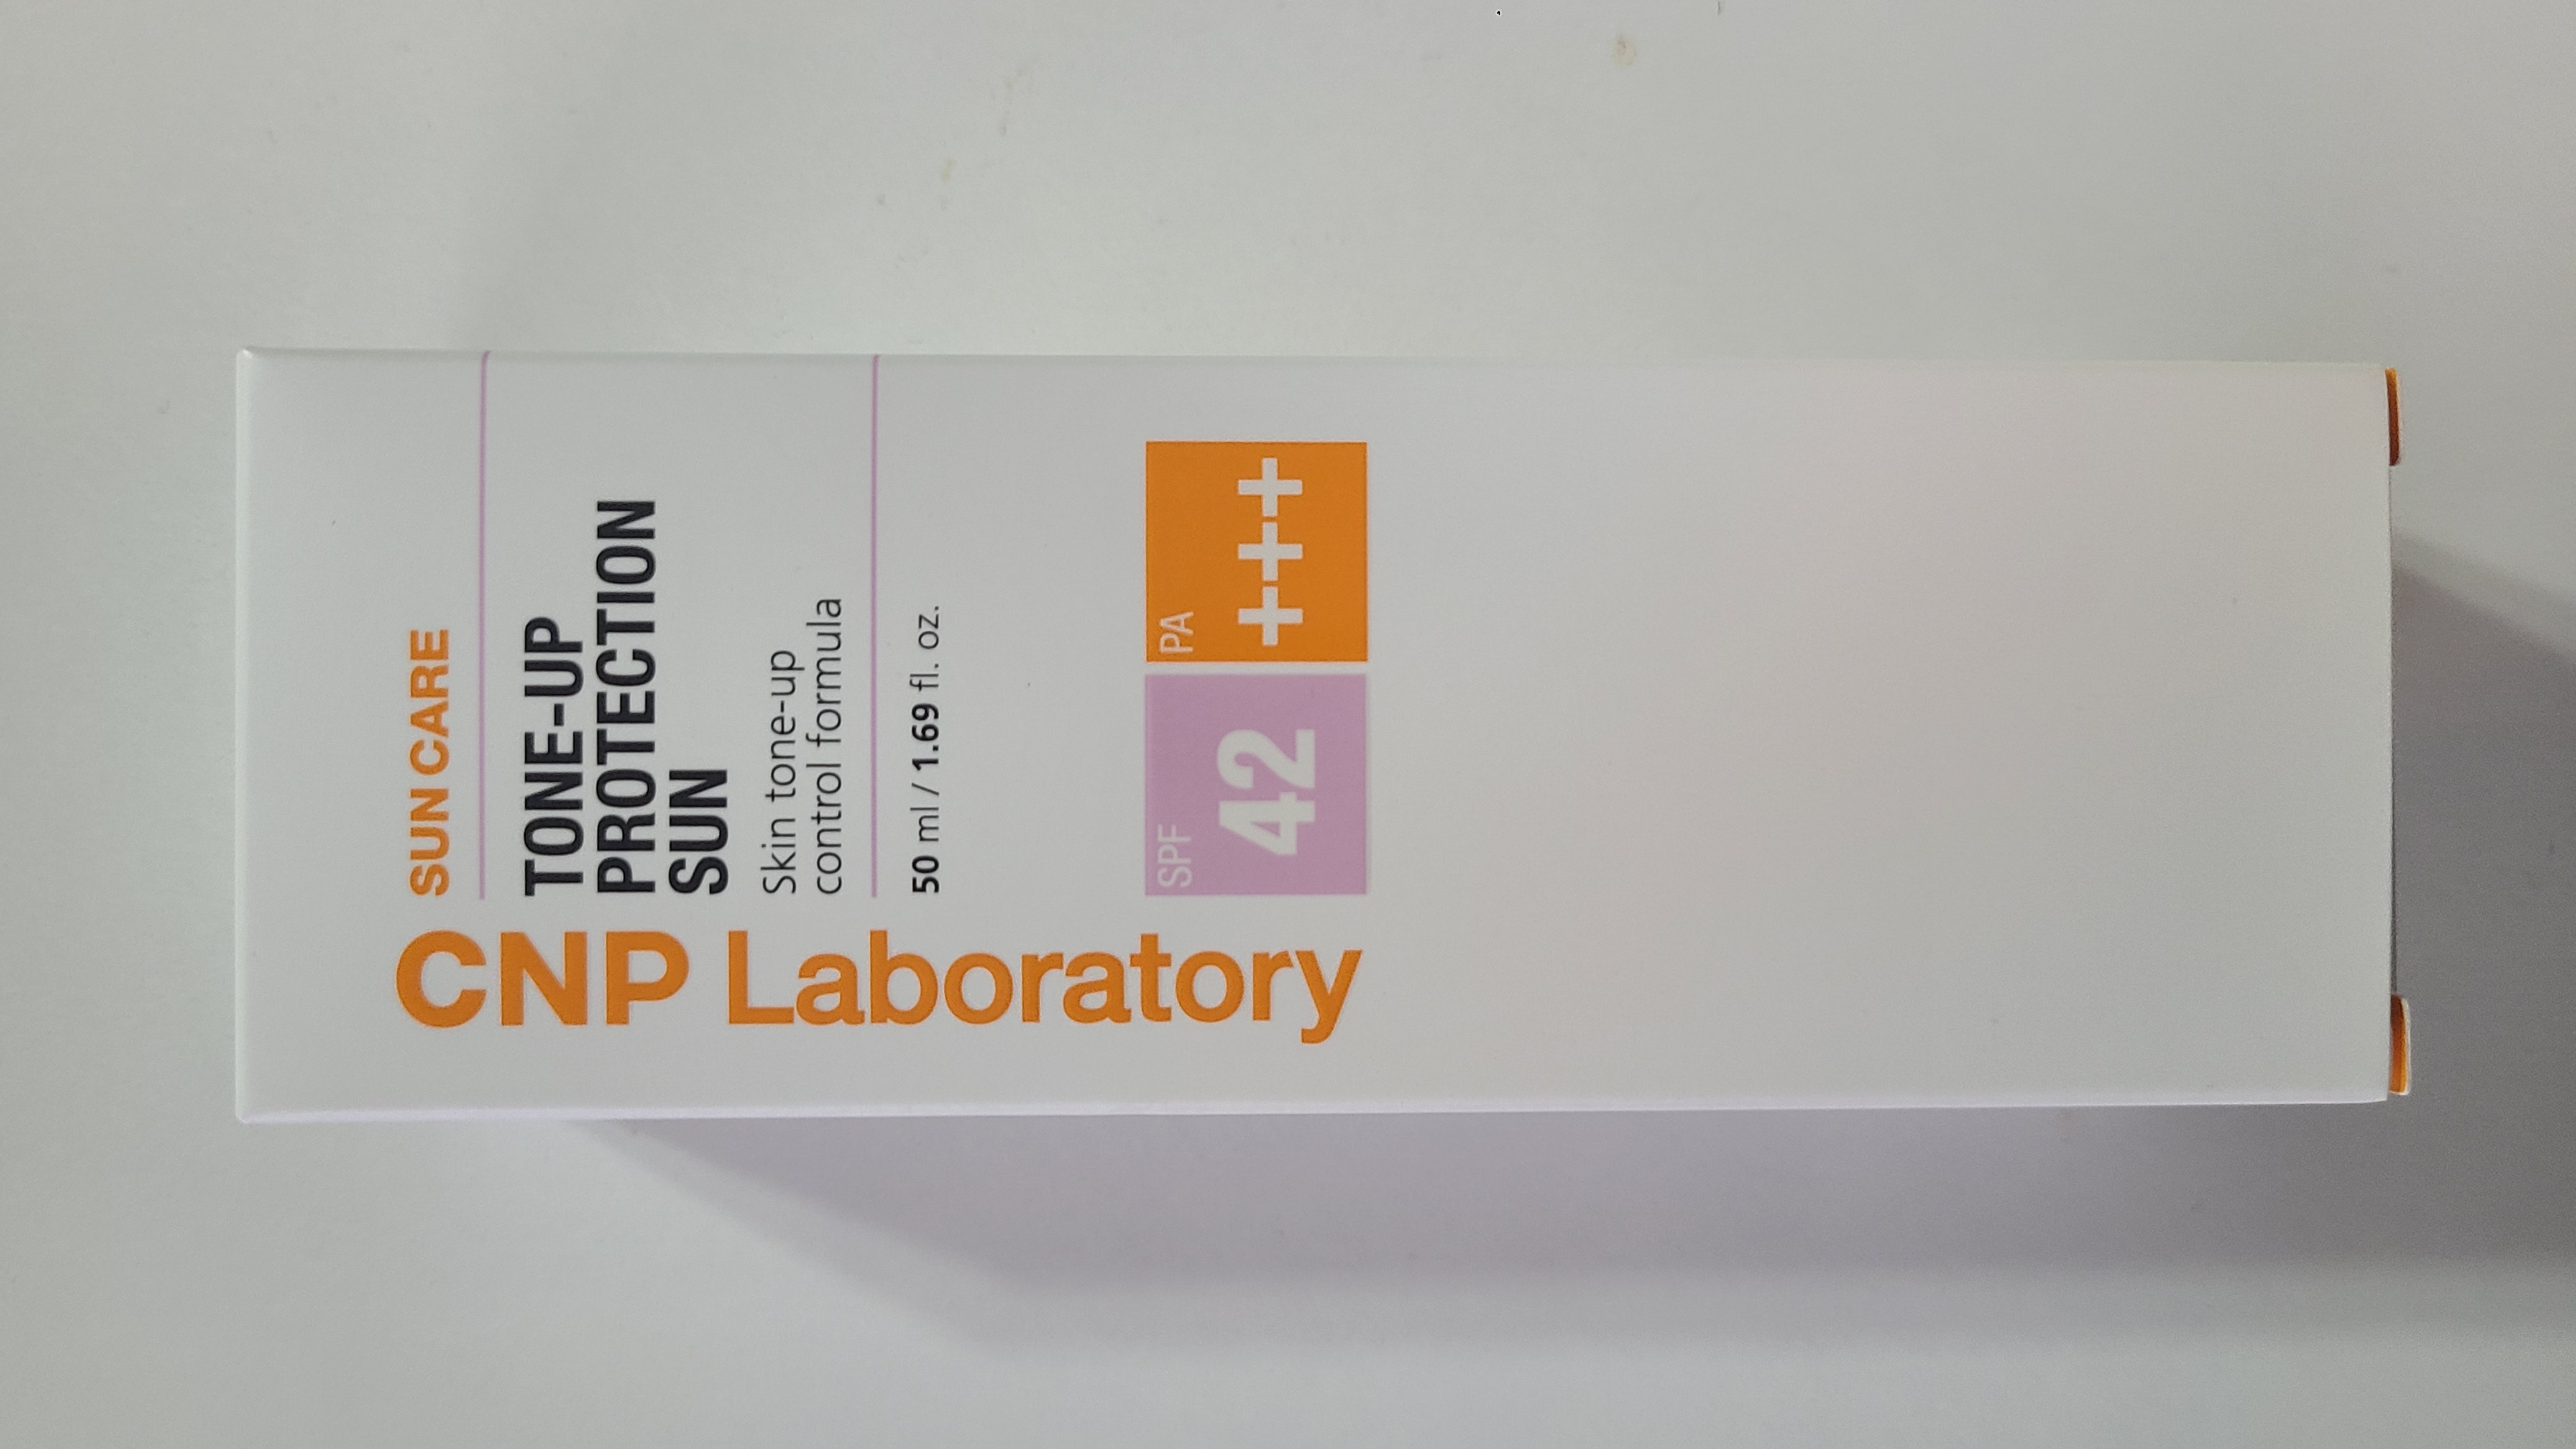 SUN CARE
TONE-UP
PROTECTION
SUN
Skin tone-up
control formula
50 ml / 1.69 fl. oz.
SPF
42
PA
+++
CNP Laboratory